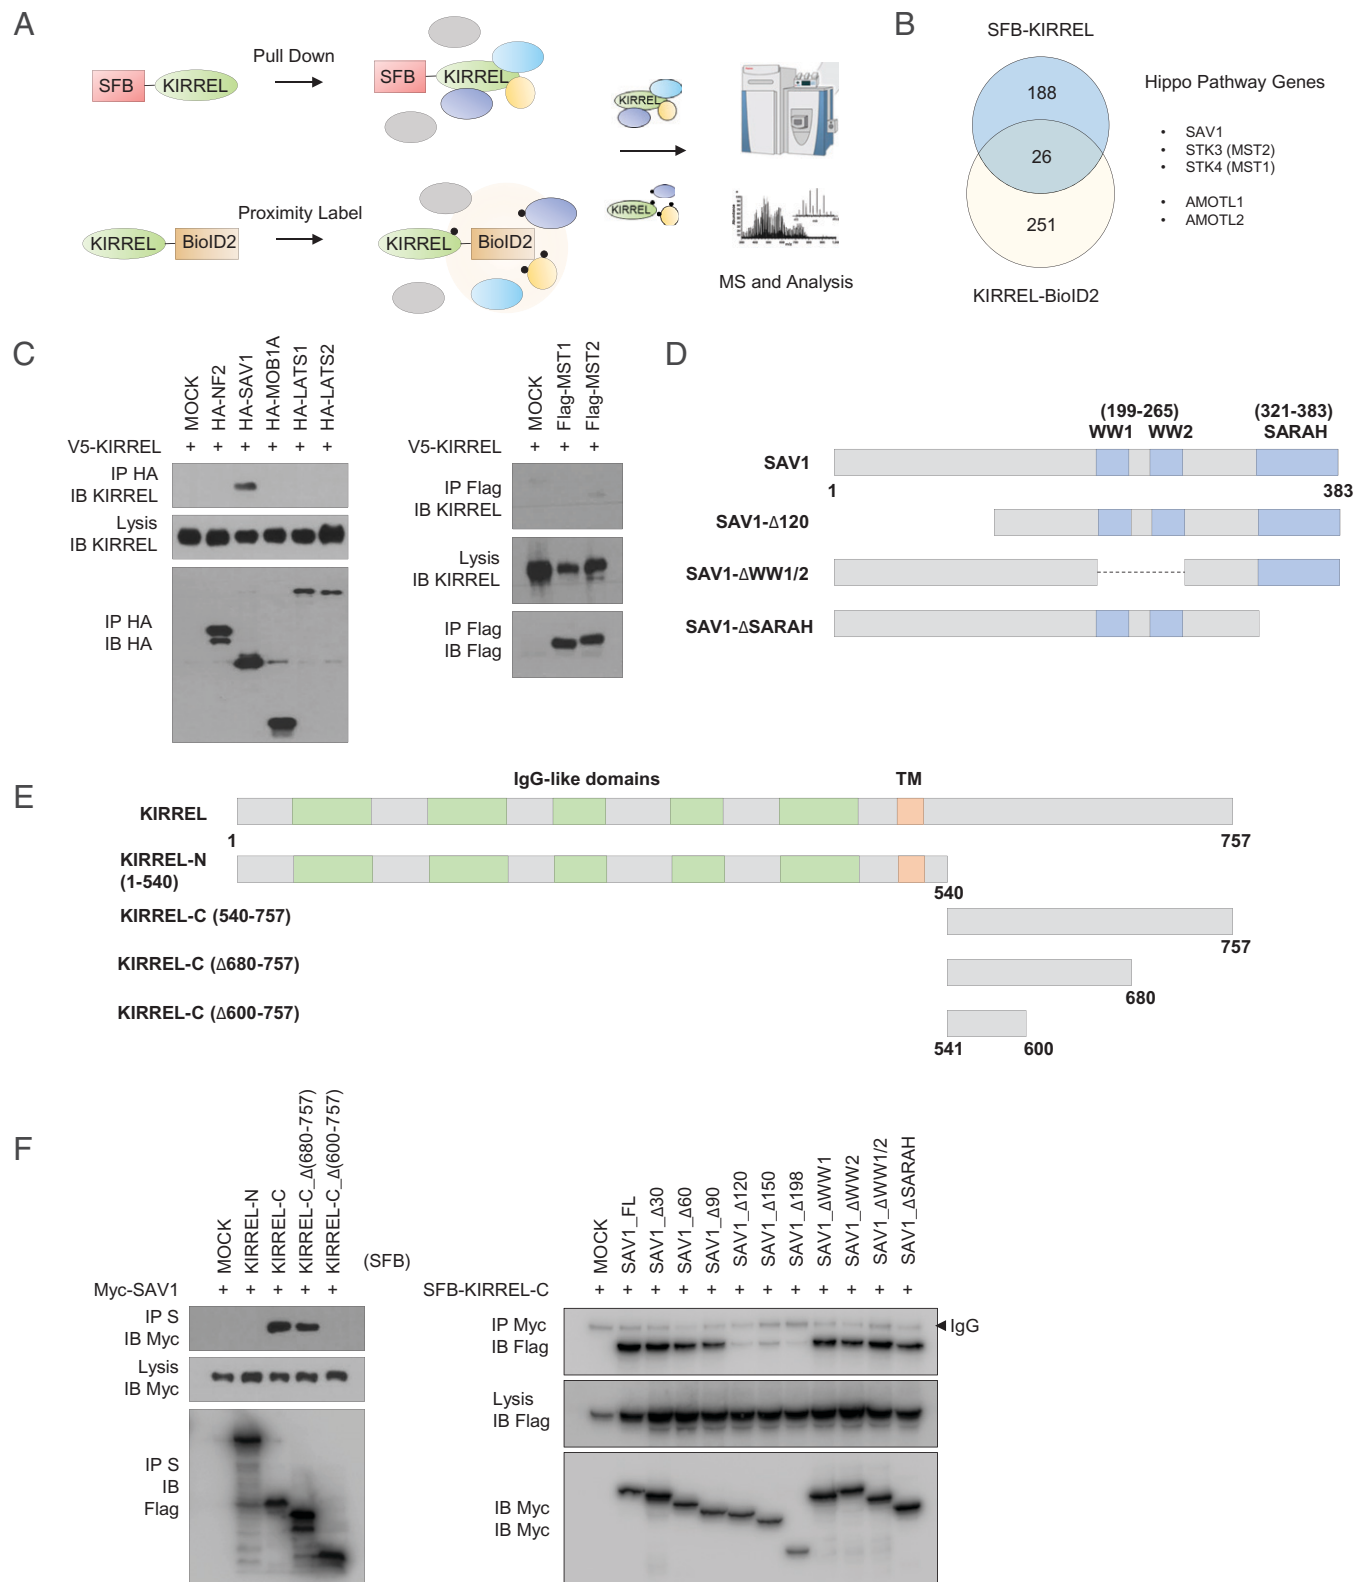 A
SFB
KIRREL
Pull Down
SFB
KIRREL
KIRREL
KIRREL
BioID2
Proximity Label
KIRREL
BioID2
KIRREL
MS and Analysis
B
SFB-KIRREL
188
26
251
KIRREL-BioID2
Hippo Pathway Genes
• SAV1
• STK3 (MST2)
• STK4 (MST1)
• AMOTL1
• AMOTL2
C
MOCK
HA-NF2
HA-SAV1
HA-MOB1A
HA-LATS1
HA-LATS2
V5-KIRREL + + + + + +
IP HA
IB KIRREL
Lysis
IB KIRREL
IP HA
IB HA
MOCK
Flag-MST1
Flag-MST2
V5-KIRREL + + +
IP Flag
IB KIRREL
Lysis
IB KIRREL
IP Flag
IB Flag
D
(199-265) (321-383)
WW1 WW2 SARAH
SAV1
1 383
SAV1-Δ120
SAV1-ΔWW1/2
SAV1-ΔSARAH
E
IgG-like domains TM
KIRREL
1 757
KIRREL-N
(1-540)
540
KIRREL-C (540-757)
757
KIRREL-C (Δ680-757)
680
KIRREL-C (Δ600-757)
541 600
F
MOCK
KIRREL-N
KIRREL-C
KIRREL-C_Δ(680-757)
KIRREL-C_Δ(600-757)
(SFB)
Myc-SAV1 + + + + +
IP S
IB Myc
Lysis
IB Myc
IP S
IB
Flag
MOCK
SAV1_FL
SAV1_Δ30
SAV1_Δ60
SAV1_Δ90
SAV1_Δ120
SAV1_Δ150
SAV1_Δ198
SAV1_ΔWW1
SAV1_ΔWW2
SAV1_ΔWW1/2
SAV1_ΔSARAH
SFB-KIRREL-C + + + + + + + + + + + +
IP Myc
IB Flag
IgG
Lysis
IB Flag
IB Myc
IB Myc